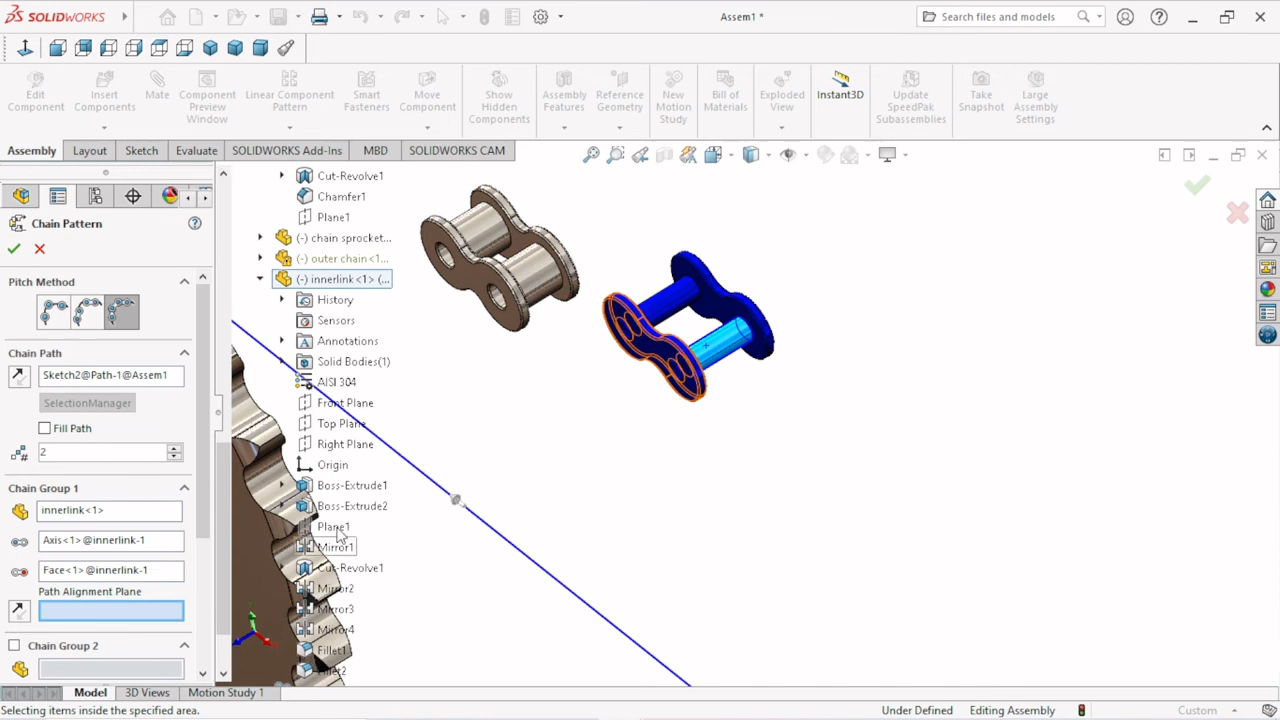 SOLIDWORKS
Assem1 *
Search files and models
Edit Component
Insert Components
Mate
Component Preview Window
Linear Component Pattern
Smart Fasteners
Move Component
Show Hidden Components
Assembly Features
Reference Geometry
New Motion Study
Bill of Materials
Exploded View
Instant3D
Update SpeedPak Subassemblies
Take Snapshot
Large Assembly Settings
Assembly
Layout
Sketch
Evaluate
SOLIDWORKS Add-Ins
MBD
SOLIDWORKS CAM
Chain Pattern
Pitch Method
Chain Path
Sketch2@Path-1@Assem1
SelectionManager
Fill Path
2
Chain Group 1
innerlink<1>
Axis<1>@innerlink-1
Face<1>@innerlink-1
Path Alignment Plane
Chain Group 2
Cut-Revolve1
Chamfer1
Plane1
(-) chain sprocket...
(-) outer chain<1...
(-) innerlink<1> (...
History
Sensors
Annotations
Solid Bodies(1)
AISI 304
Front Plane
Top Plane
Right Plane
Origin
Boss-Extrude1
Boss-Extrude2
Plane1
Mirror1
Cut-Revolve1
Mirror2
Mirror3
Mirror4
Fillet1
Fillet2
Model
3D Views
Motion Study 1
Selecting items inside the specified area.
Under Defined
Editing Assembly
Custom